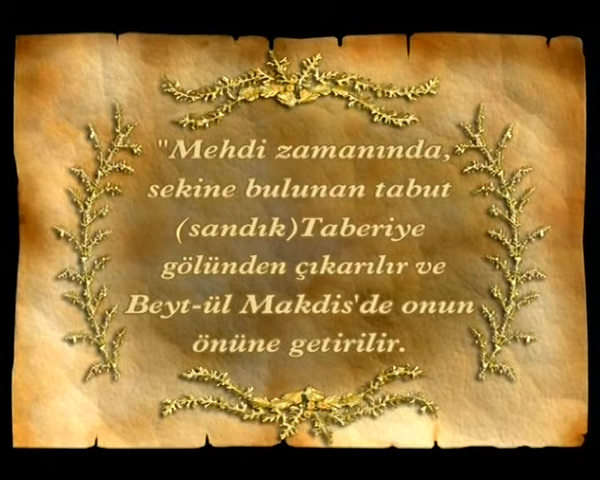 "Mehdi zamanında,
sekine bulunan tabut
(sandık)Taberiye
gölünden çıkarılır ve
Beyt-ül Makdis'de onun
önüne getirilir.